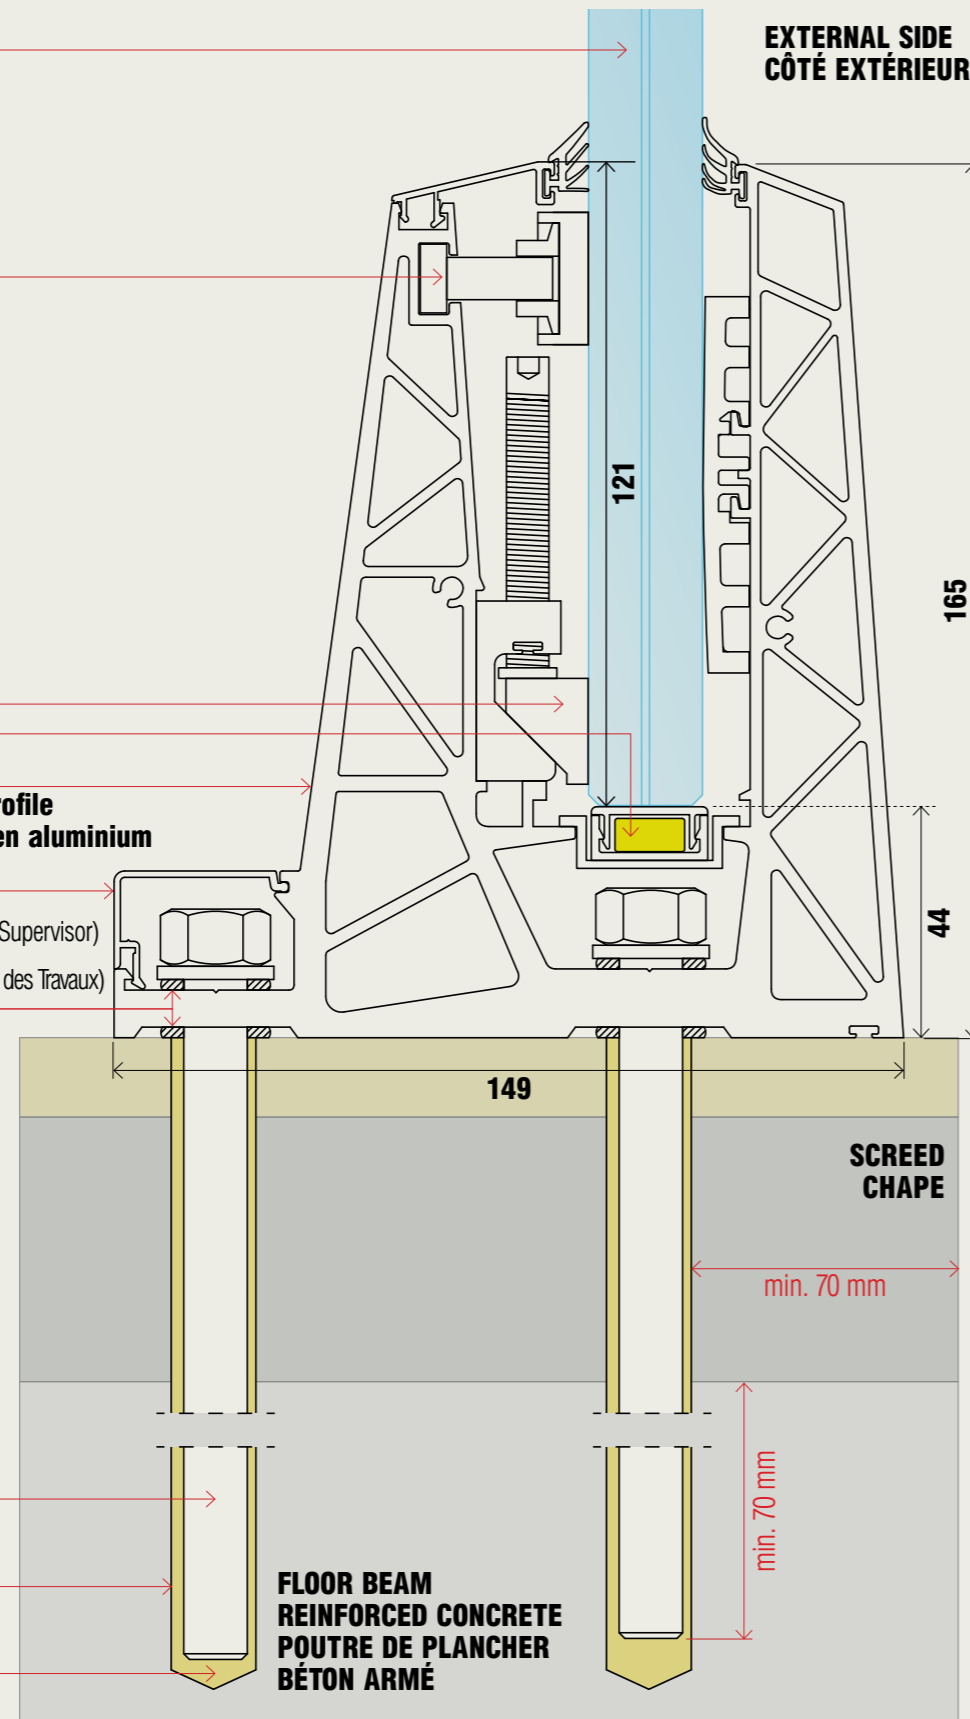 EXTERNAL SIDE
CÔTÉ EXTÉRIEUR
121
165
rofile
en aluminium
Supervisor)
des Travaux)
44
149
SCREED
CHAPE
min. 70 mm
min. 70 mm
FLOOR BEAM
REINFORCED CONCRETE
POUTRE DE PLANCHER
BÉTON ARMÉ